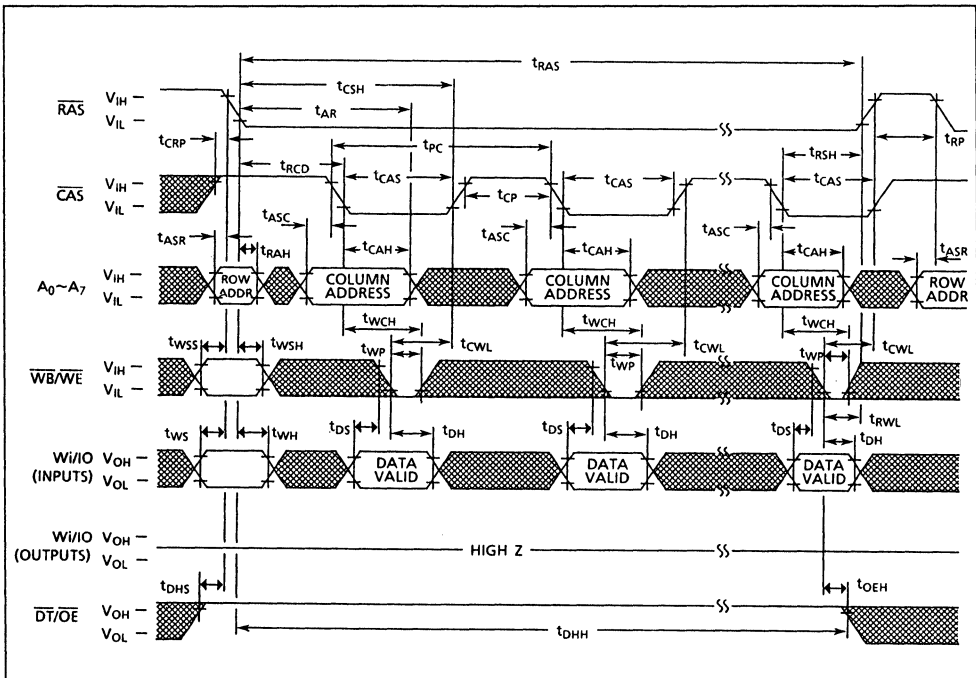 tRAS
tCSH
tAR
RAS VIH
VIL
tCRP
tRCD
tPC
tRSH
tRP
CAS VIH
VIL
tCAS
tCP
tCAS
tCAS
tASR
tRAH
tASC
tCAH
tASC
tCAH
tASC
tCAH
tASR
A0~A7 VIH
VIL
ROW ADDR
COLUMN ADDRESS
COLUMN ADDRESS
COLUMN ADDRESS
ROW ADDR
tWSS
tWSH
tWCH
tWP
tCWL
tWCH
tWP
tCWL
tWCH
tWP
tCWL
WB/WE VIH
VIL
tRWL
tWS
tWH
tDS
tDH
tDS
tDH
tDS
tDH
Wi/IO (INPUTS) VOH
VOL
DATA VALID
DATA VALID
DATA VALID
Wi/IO (OUTPUTS) VOH
VOL
HIGH Z
tDHS
tOEH
DT/OE VOH
VOL
tDHH